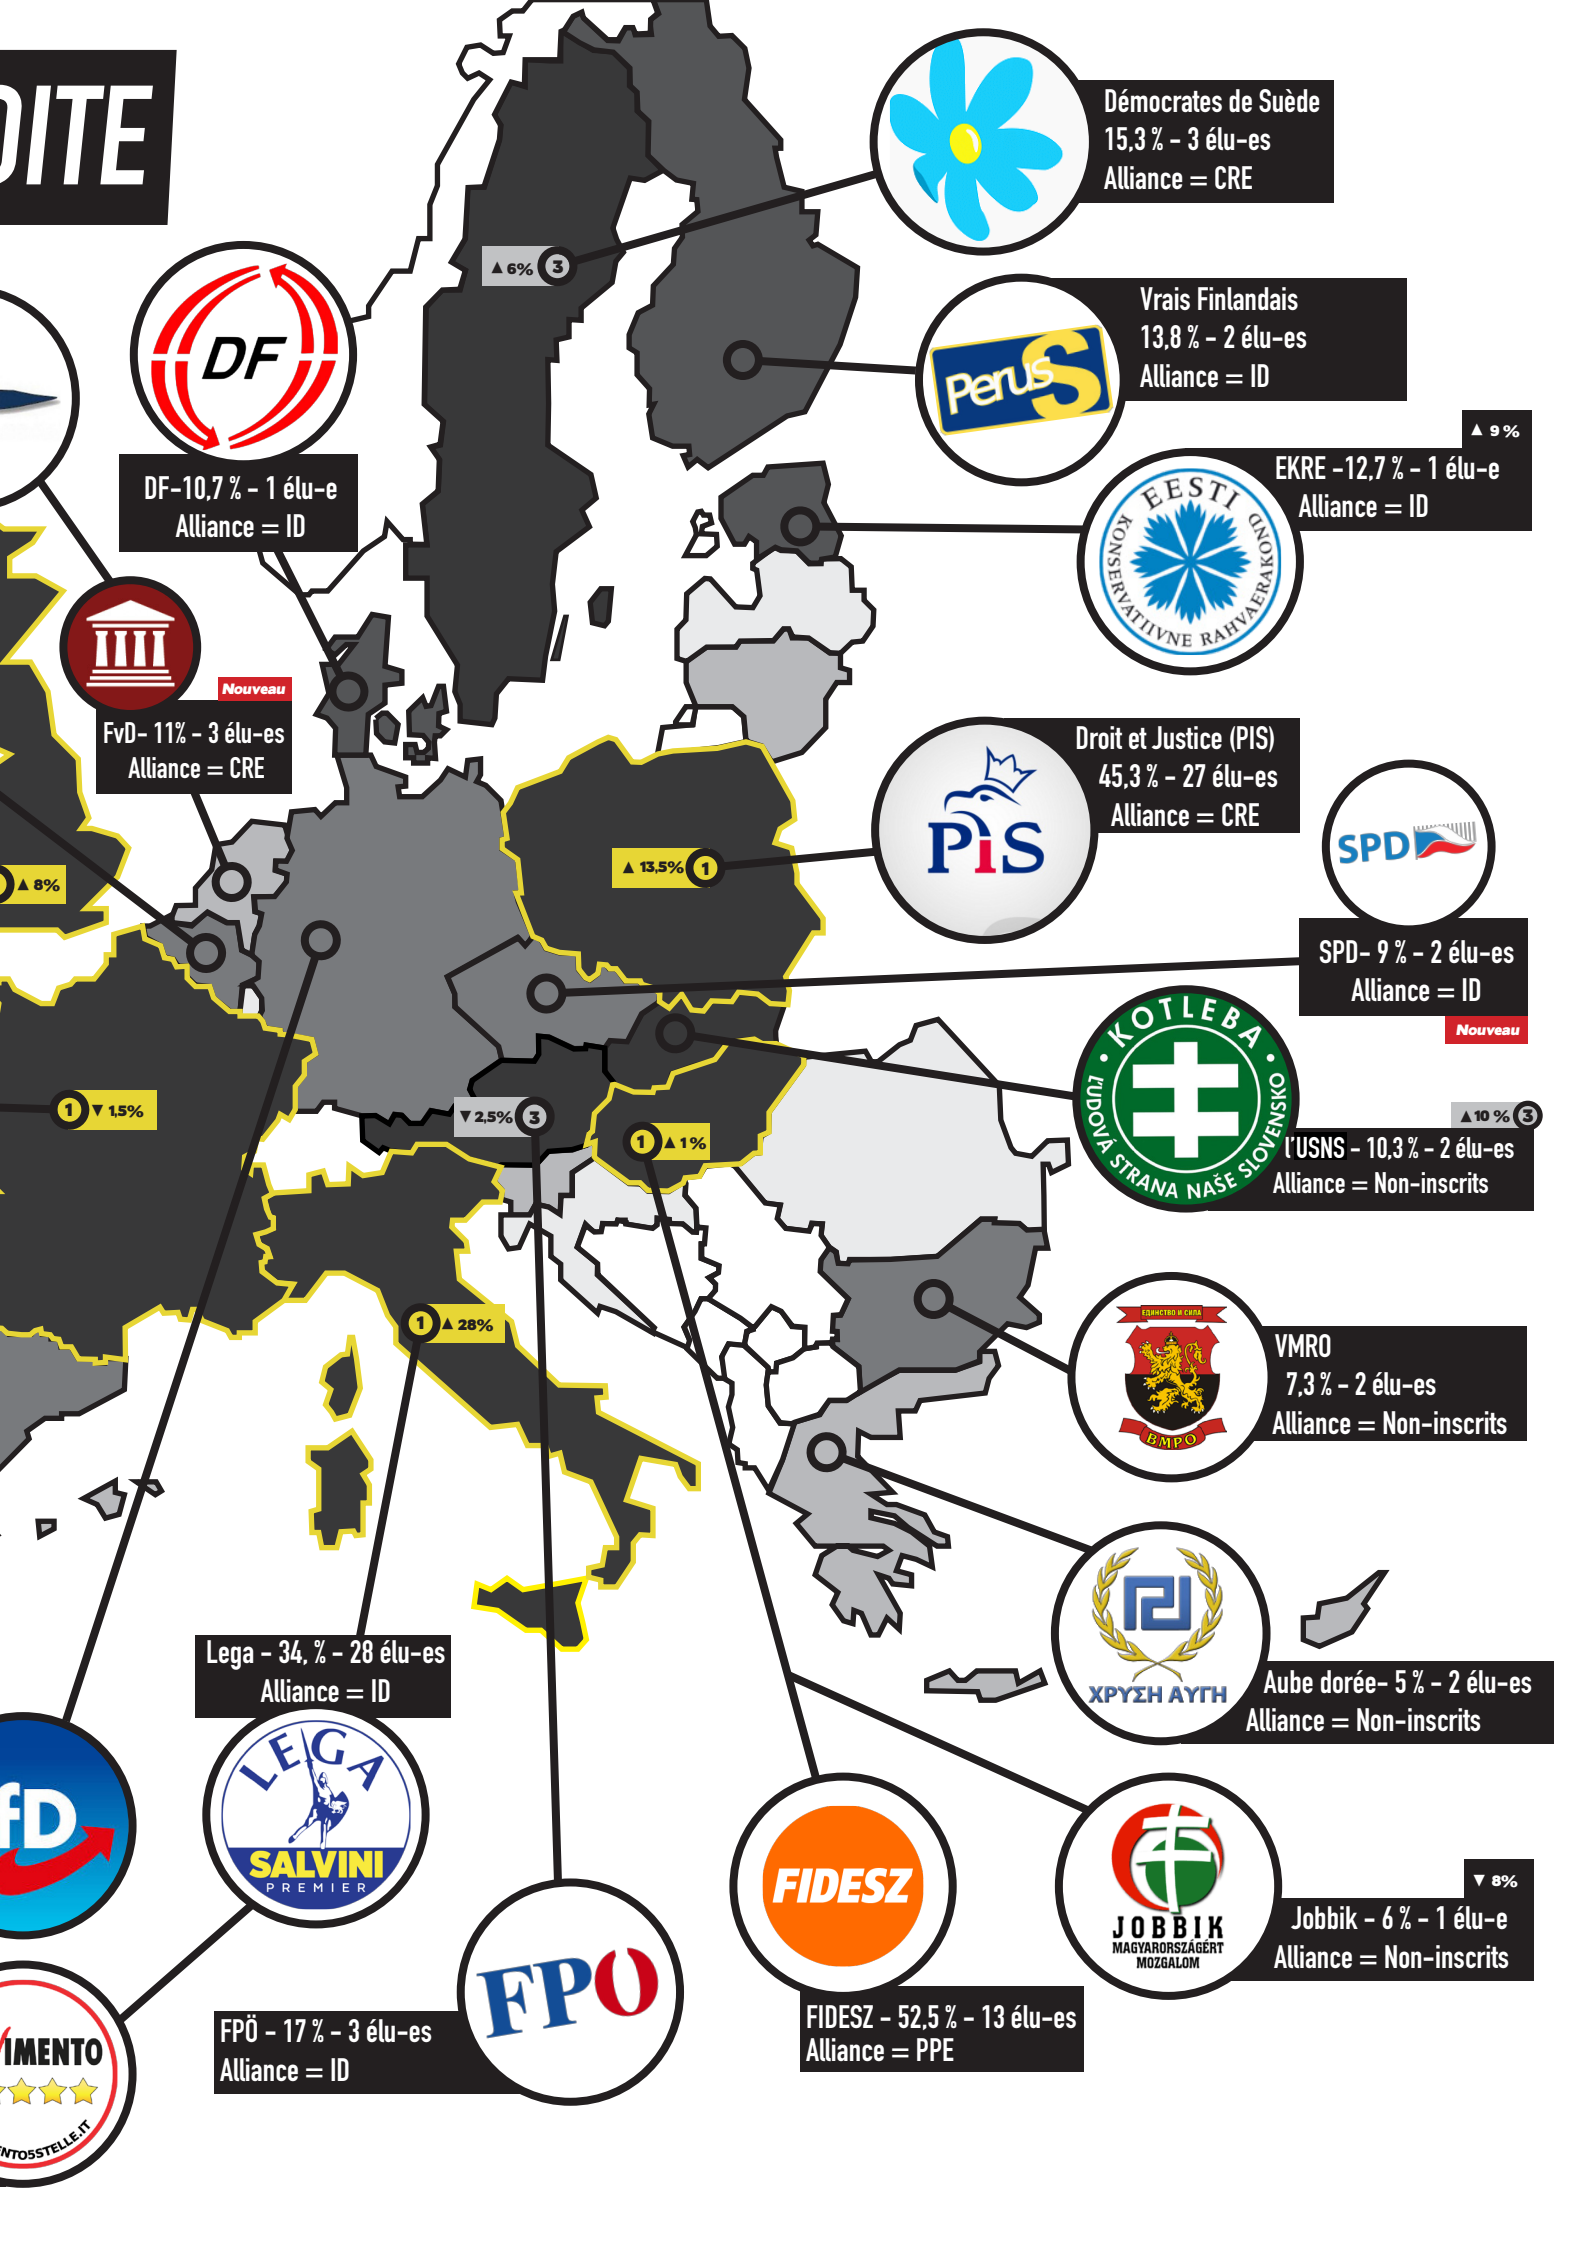 OITE
Démocrates de Suède
15,3 % - 3 élu-es
Alliance = CRE
▲ 6% 3
DF
DF-10,7 % - 1 élu-e
Alliance = ID
Vrais Finlandais
13,8 % - 2 élu-es
Alliance = ID
PerusS
▲ 9 %
EKRE -12,7 % - 1 élu-e
Alliance = ID
EESTI
KONSERVATIIVNE RAHVAERAKOND
Nouveau
FvD- 11% - 3 élu-es
Alliance = CRE
Droit et Justice (PIS)
45,3 % - 27 élu-es
Alliance = CRE
PiS
▲ 13,5% 1
SPD
SPD- 9 % - 2 élu-es
Alliance = ID
Nouveau
▲ 8%
KOTLEBA
ĽUDOVÁ STRANA NAŠE SLOVENSKO
▲10 % 3
l'USNS - 10,3 % - 2 élu-es
Alliance = Non-inscrits
1 ▼ 1,5%
▼ 2,5% 3
1 ▲ 1 %
1 ▲ 28%
ЕДИНСТВО И СИЛА
ВМРО
VMRO
7,3 % - 2 élu-es
Alliance = Non-inscrits
ΧΡΥΣΗ ΑΥΓΗ
Aube dorée- 5 % - 2 élu-es
Alliance = Non-inscrits
Lega - 34, % - 28 élu-es
Alliance = ID
LEGA
SALVINI
PREMIER
fD
FIDESZ
JOBBIK
MAGYARORSZÁGÉRT
MOZGALOM
▼ 8%
Jobbik - 6 % - 1 élu-e
Alliance = Non-inscrits
FPÖ
FPÖ - 17 % - 3 élu-es
Alliance = ID
FIDESZ - 52,5 % - 13 élu-es
Alliance = PPE
IMENTO
NTO5STELLE.IT